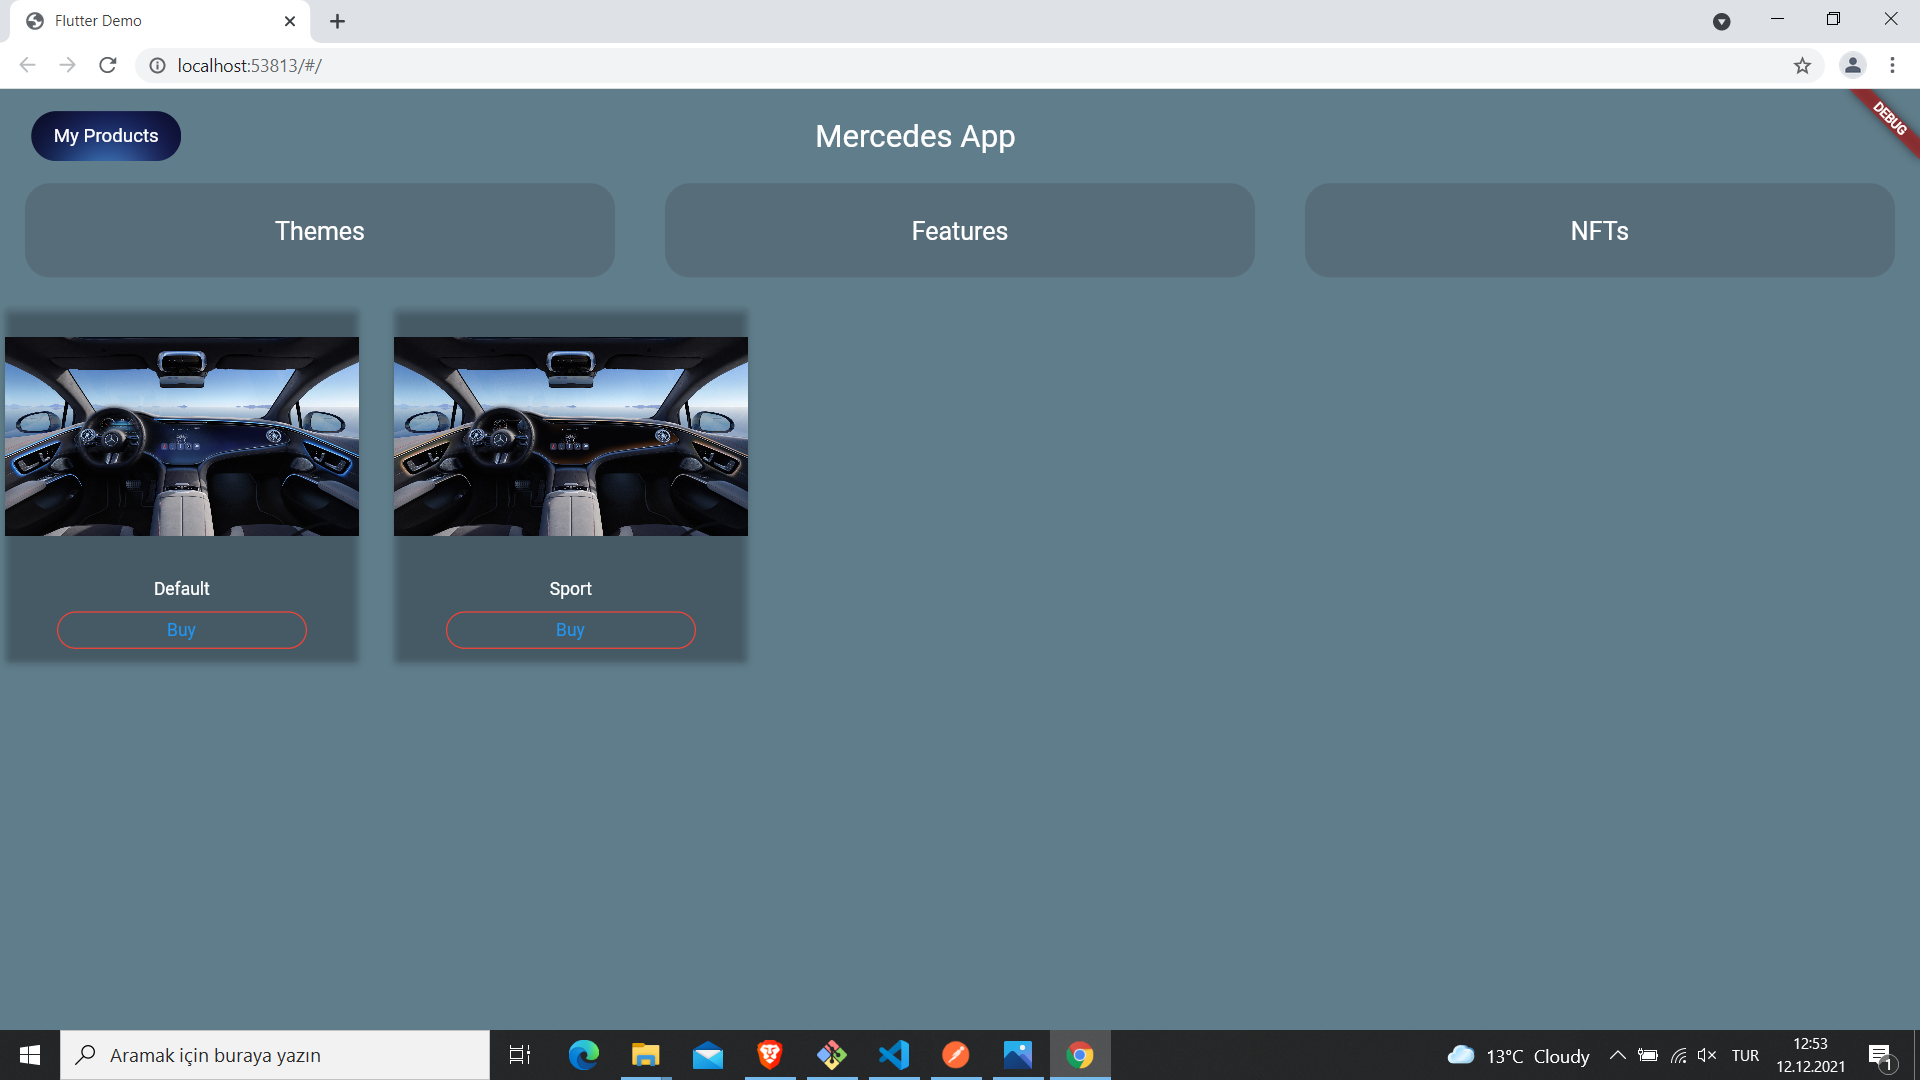 Flutter Demo
localhost:53813/#/
DEBUG
My Products
Mercedes App
Themes
Features
NFTs
Default
Sport
Buy
Buy
Aramak için buraya yazın
13°C Cloudy
TUR
12:53
12.12.2021
1